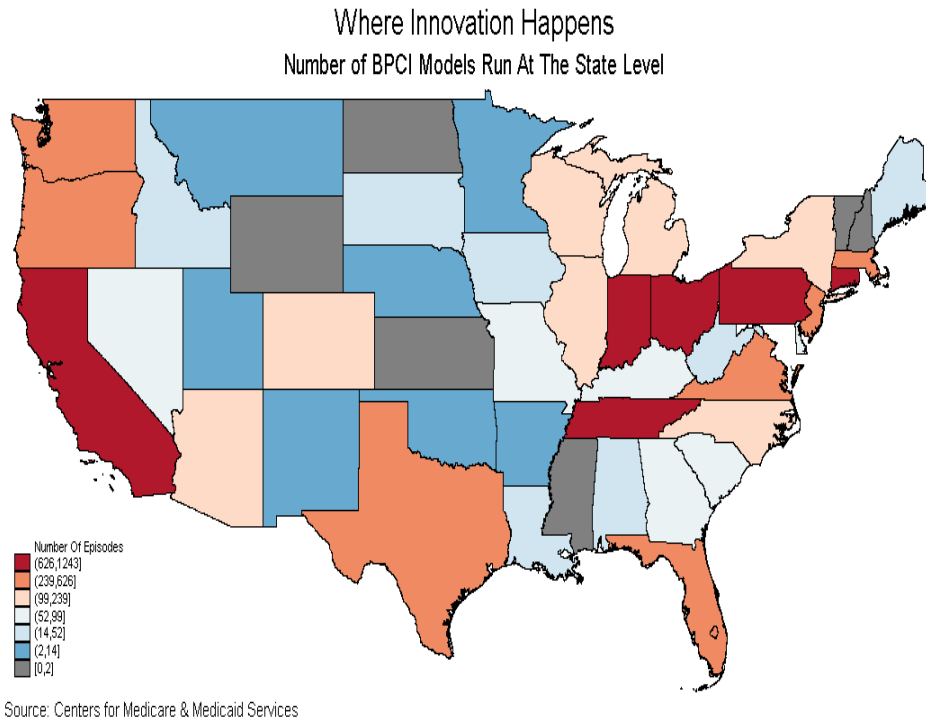 Where Innovation Happens
Number of BPCI Models Run At The State Level
Number Of Episodes
(626,1243]
(239,626]
(99,239]
(52,99]
(14,52]
(2,14]
[0,2]
Source: Centers for Medicare & Medicaid Services